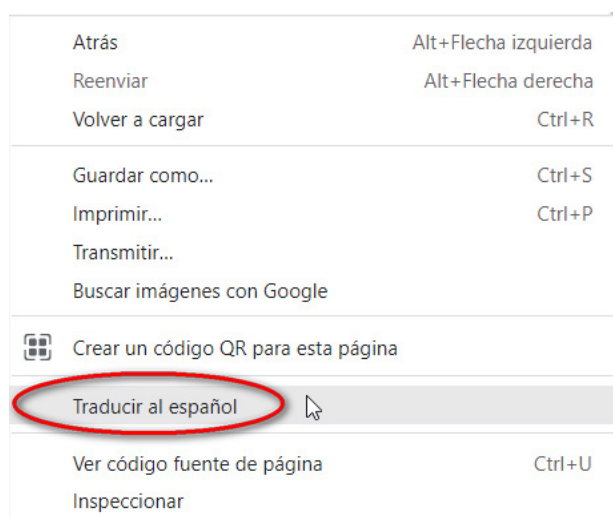 Atrás Alt+Flecha izquierda
Reenviar Alt+Flecha derecha
Volver a cargar Ctrl+R
Guardar como... Ctrl+S
Imprimir... Ctrl+P
Transmitir...
Buscar imágenes con Google
Crear un código QR para esta página
Traducir al español
Ver código fuente de página Ctrl+U
Inspeccionar